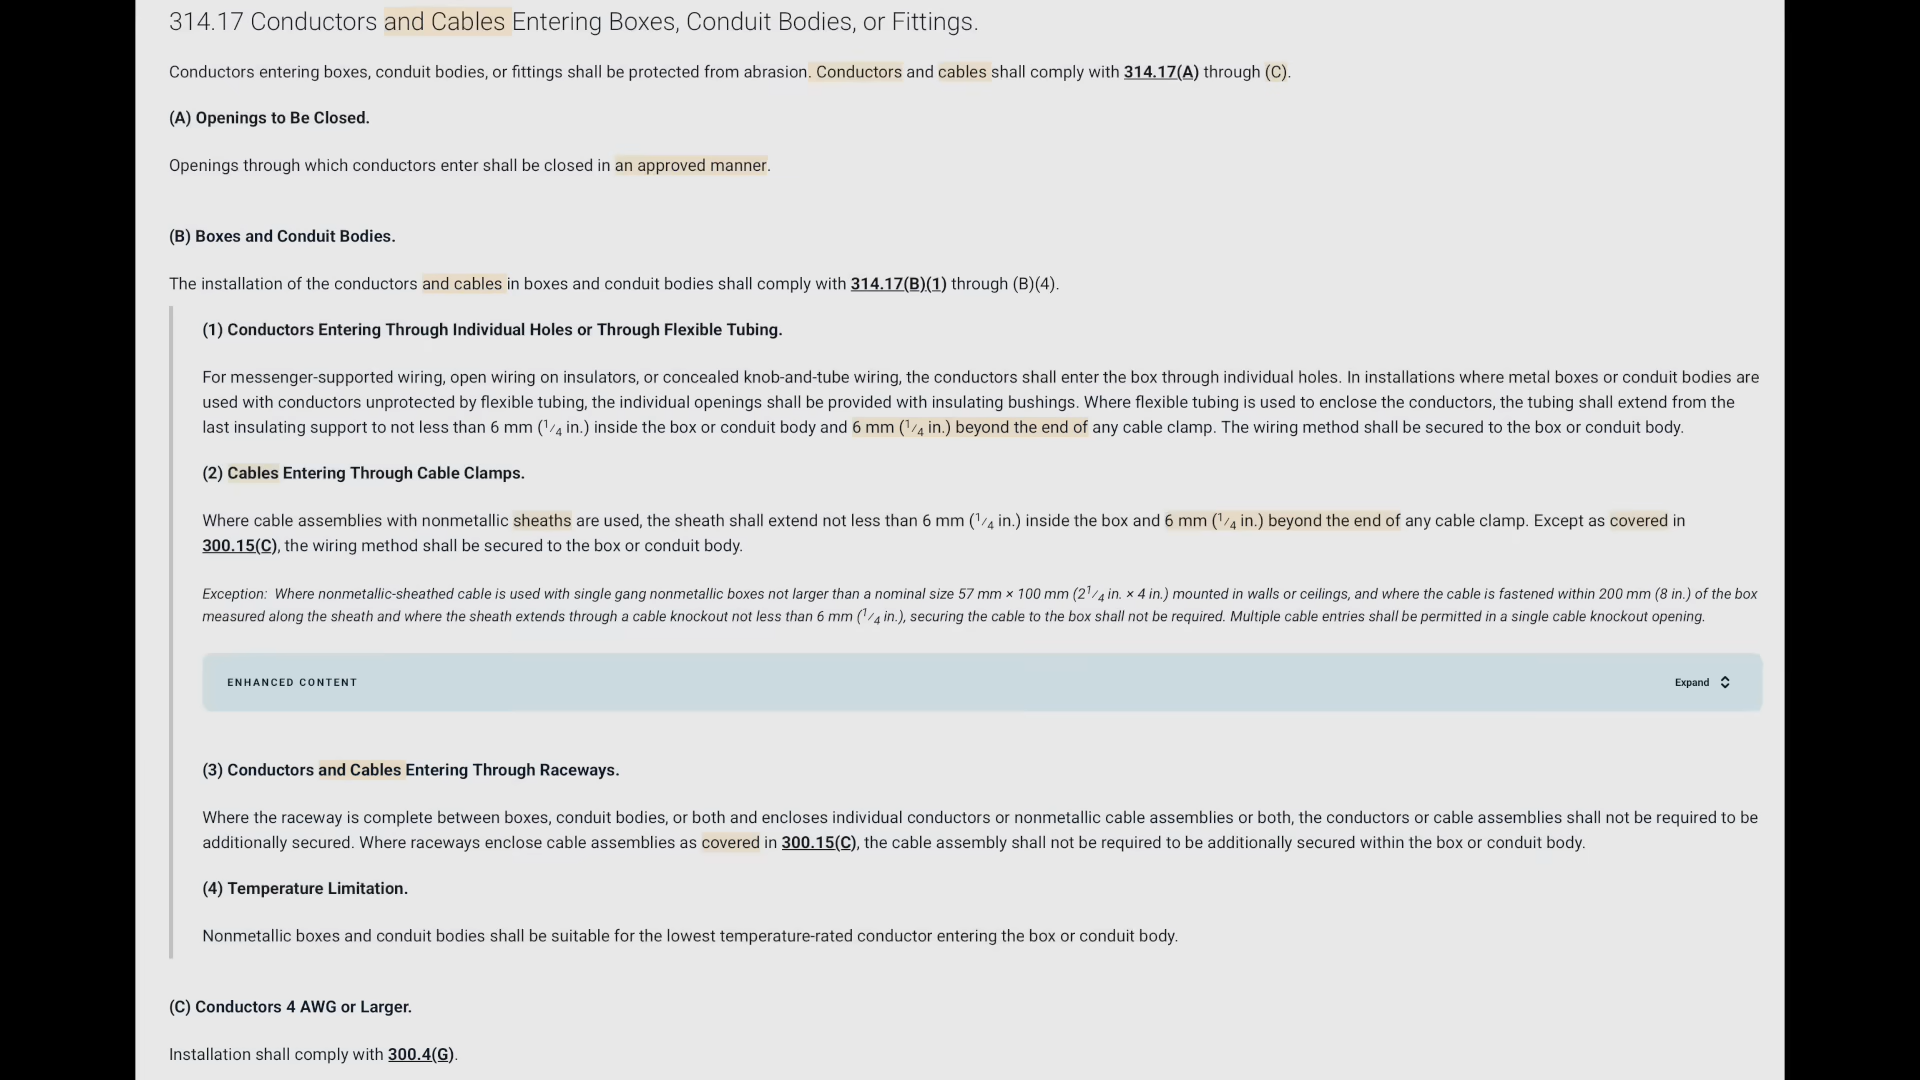 314.17 Conductors and Cables Entering Boxes, Conduit Bodies, or Fittings.
Conductors entering boxes, conduit bodies, or fittings shall be protected from abrasion. Conductors and cables shall comply with 314.17(A) through (C).
(A) Openings to Be Closed.
Openings through which conductors enter shall be closed in an approved manner.
(B) Boxes and Conduit Bodies.
The installation of the conductors and cables in boxes and conduit bodies shall comply with 314.17(B)(1) through (B)(4).
(1) Conductors Entering Through Individual Holes or Through Flexible Tubing.
For messenger-supported wiring, open wiring on insulators, or concealed knob-and-tube wiring, the conductors shall enter the box through individual holes. In installations where metal boxes or conduit bodies are
used with conductors unprotected by flexible tubing, the individual openings shall be provided with insulating bushings. Where flexible tubing is used to enclose the conductors, the tubing shall extend from the
last insulating support to not less than 6 mm (1/4 in.) inside the box or conduit body and 6 mm (1/4 in.) beyond the end of any cable clamp. The wiring method shall be secured to the box or conduit body.
(2) Cables Entering Through Cable Clamps.
Where cable assemblies with nonmetallic sheaths are used, the sheath shall extend not less than 6 mm (1/4 in.) inside the box and 6 mm (1/4 in.) beyond the end of any cable clamp. Except as covered in
300.15(C), the wiring method shall be secured to the box or conduit body.
Exception: Where nonmetallic-sheathed cable is used with single gang nonmetallic boxes not larger than a nominal size 57 mm × 100 mm (21/4 in. × 4 in.) mounted in walls or ceilings, and where the cable is fastened within 200 mm (8 in.) of the box
measured along the sheath and where the sheath extends through a cable knockout not less than 6 mm (1/4 in.), securing the cable to the box shall not be required. Multiple cable entries shall be permitted in a single cable knockout opening.
ENHANCED CONTENT Expand
(3) Conductors and Cables Entering Through Raceways.
Where the raceway is complete between boxes, conduit bodies, or both and encloses individual conductors or nonmetallic cable assemblies or both, the conductors or cable assemblies shall not be required to be
additionally secured. Where raceways enclose cable assemblies as covered in 300.15(C), the cable assembly shall not be required to be additionally secured within the box or conduit body.
(4) Temperature Limitation.
Nonmetallic boxes and conduit bodies shall be suitable for the lowest temperature-rated conductor entering the box or conduit body.
(C) Conductors 4 AWG or Larger.
Installation shall comply with 300.4(G).